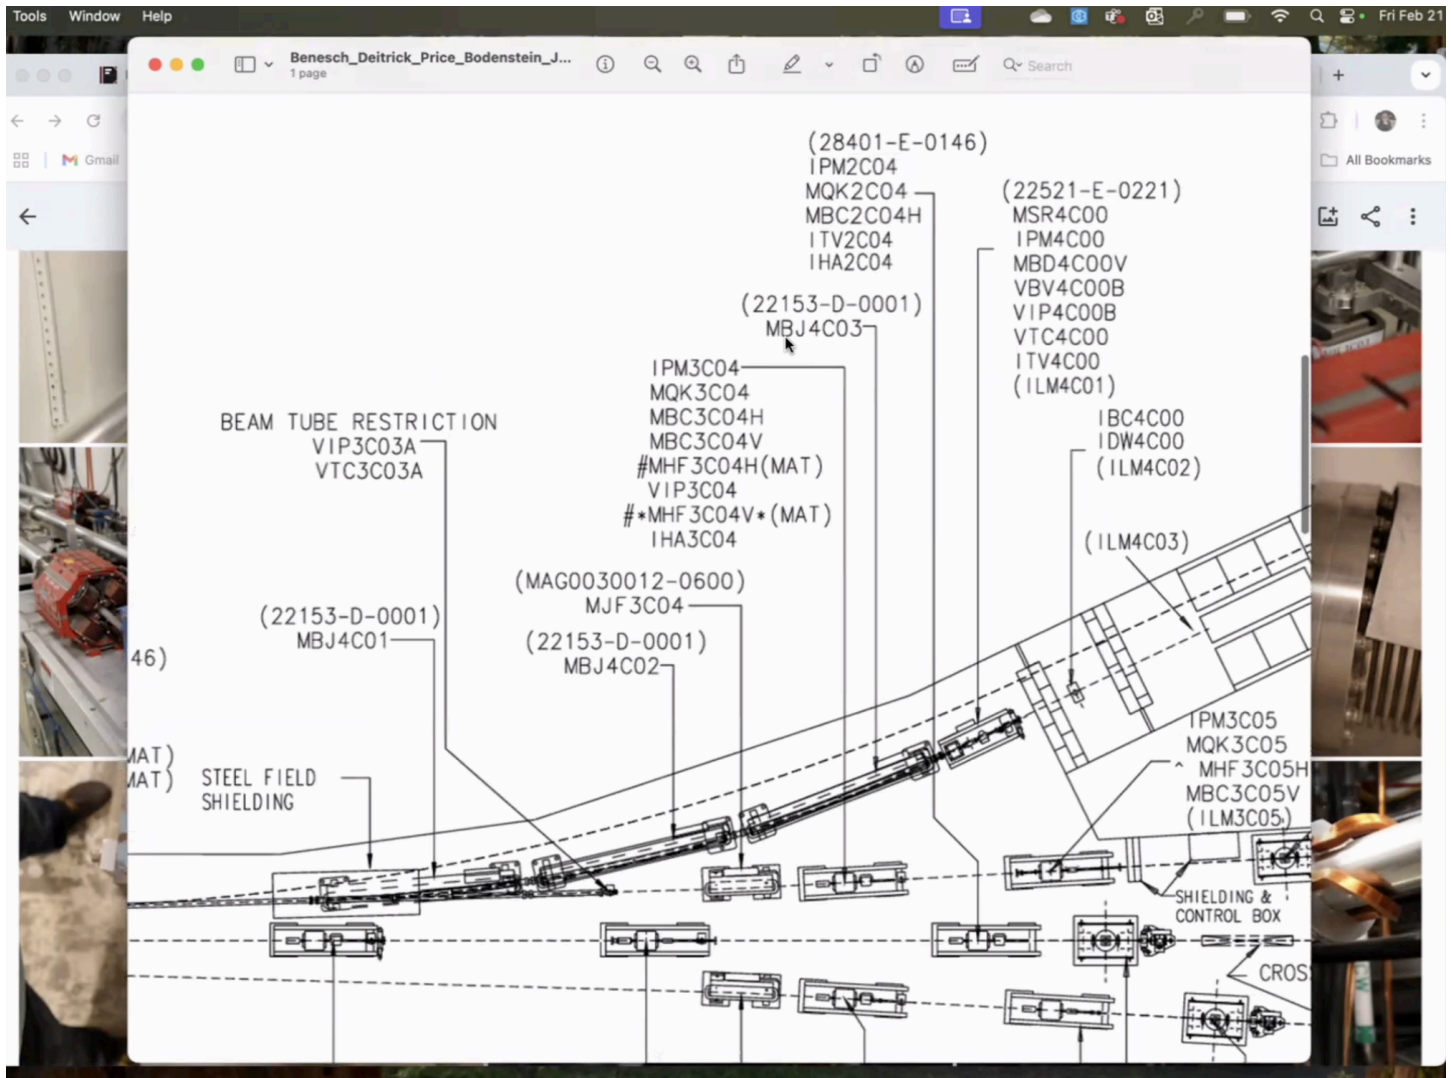 Tools Window Help
Fri Feb 21
Benesch_Deitrick_Price_Bodenstein_J...
1 page
Search
Gmail
All Bookmarks
(28401-E-0146)
IPM2C04
MQK2C04
MBC2C04H
ITV2C04
IHA2C04
(22521-E-0221)
MSR4C00
IPM4C00
MBD4C00V
VBV4C00B
VIP4C00B
VTC4C00
ITV4C00
(ILM4C01)
(22153-D-0001)
MBJ4C03
IPM3C04
MQK3C04
MBC3C04H
MBC3C04V
#MHF3C04H(MAT)
VIP3C04
#*MHF3C04V*(MAT)
IHA3C04
IBC4C00
IDW4C00
(ILM4C02)
BEAM TUBE RESTRICTION
VIP3C03A
VTC3C03A
(ILM4C03)
(MAG0030012-0600)
MJF3C04
(22153-D-0001)
MBJ4C01
(22153-D-0001)
MBJ4C02
46)
MAT)
MAT)
STEEL FIELD
SHIELDING
IPM3C05
MQK3C05
^ MHF3C05H
MBC3C05V
(ILM3C05)
SHIELDING &
CONTROL BOX
CROS